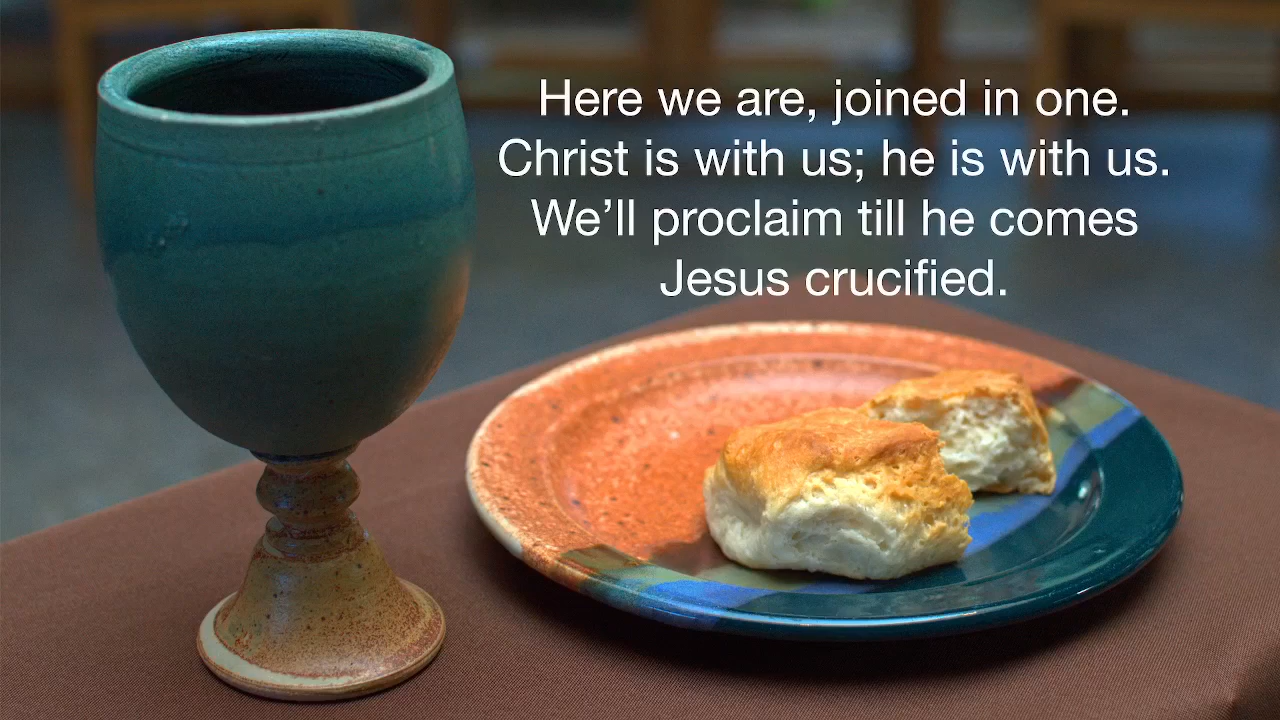 Here we are, joined in one.
Christ is with us; he is with us.
We’ll proclaim till he comes
Jesus crucified.